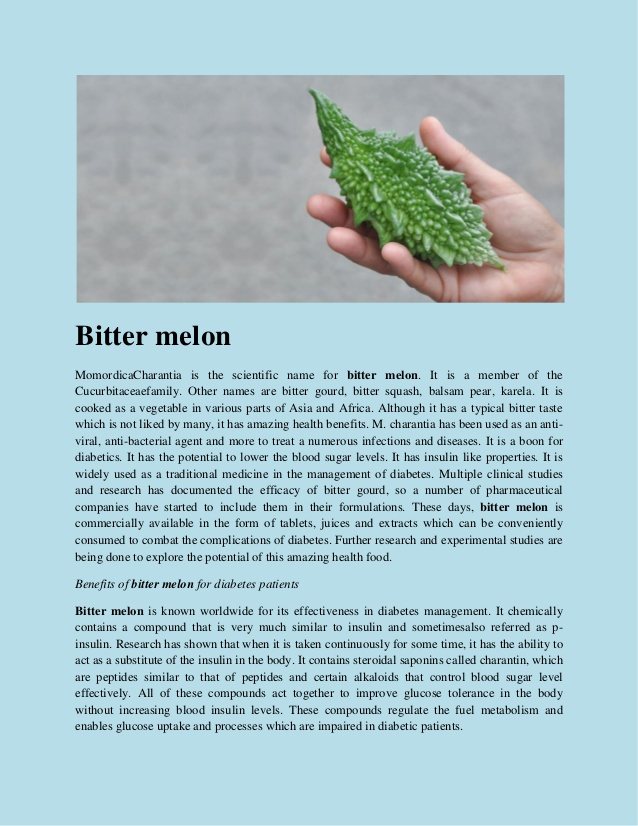 Bitter melon
MomordicaCharantia is the scientific name for bitter melon. It is a member of the
Cucurbitaceaefamily. Other names are bitter gourd, bitter squash, balsam pear, karela. It is
cooked as a vegetable in various parts of Asia and Africa. Although it has a typical bitter taste
which is not liked by many, it has amazing health benefits. M. charantia has been used as an anti-
viral, anti-bacterial agent and more to treat a numerous infections and diseases. It is a boon for
diabetics. It has the potential to lower the blood sugar levels. It has insulin like properties. It is
widely used as a traditional medicine in the management of diabetes. Multiple clinical studies
and research has documented the efficacy of bitter gourd, so a number of pharmaceutical
companies have started to include them in their formulations. These days, bitter melon is
commercially available in the form of tablets, juices and extracts which can be conveniently
consumed to combat the complications of diabetes. Further research and experimental studies are
being done to explore the potential of this amazing health food.
Benefits of bitter melon for diabetes patients
Bitter melon is known worldwide for its effectiveness in diabetes management. It chemically
contains a compound that is very much similar to insulin and sometimesalso referred as p-
insulin. Research has shown that when it is taken continuously for some time, it has the ability to
act as a substitute of the insulin in the body. It contains steroidal saponins called charantin, which
are peptides similar to that of peptides and certain alkaloids that control blood sugar level
effectively. All of these compounds act together to improve glucose tolerance in the body
without increasing blood insulin levels. These compounds regulate the fuel metabolism and
enables glucose uptake and processes which are impaired in diabetic patients.